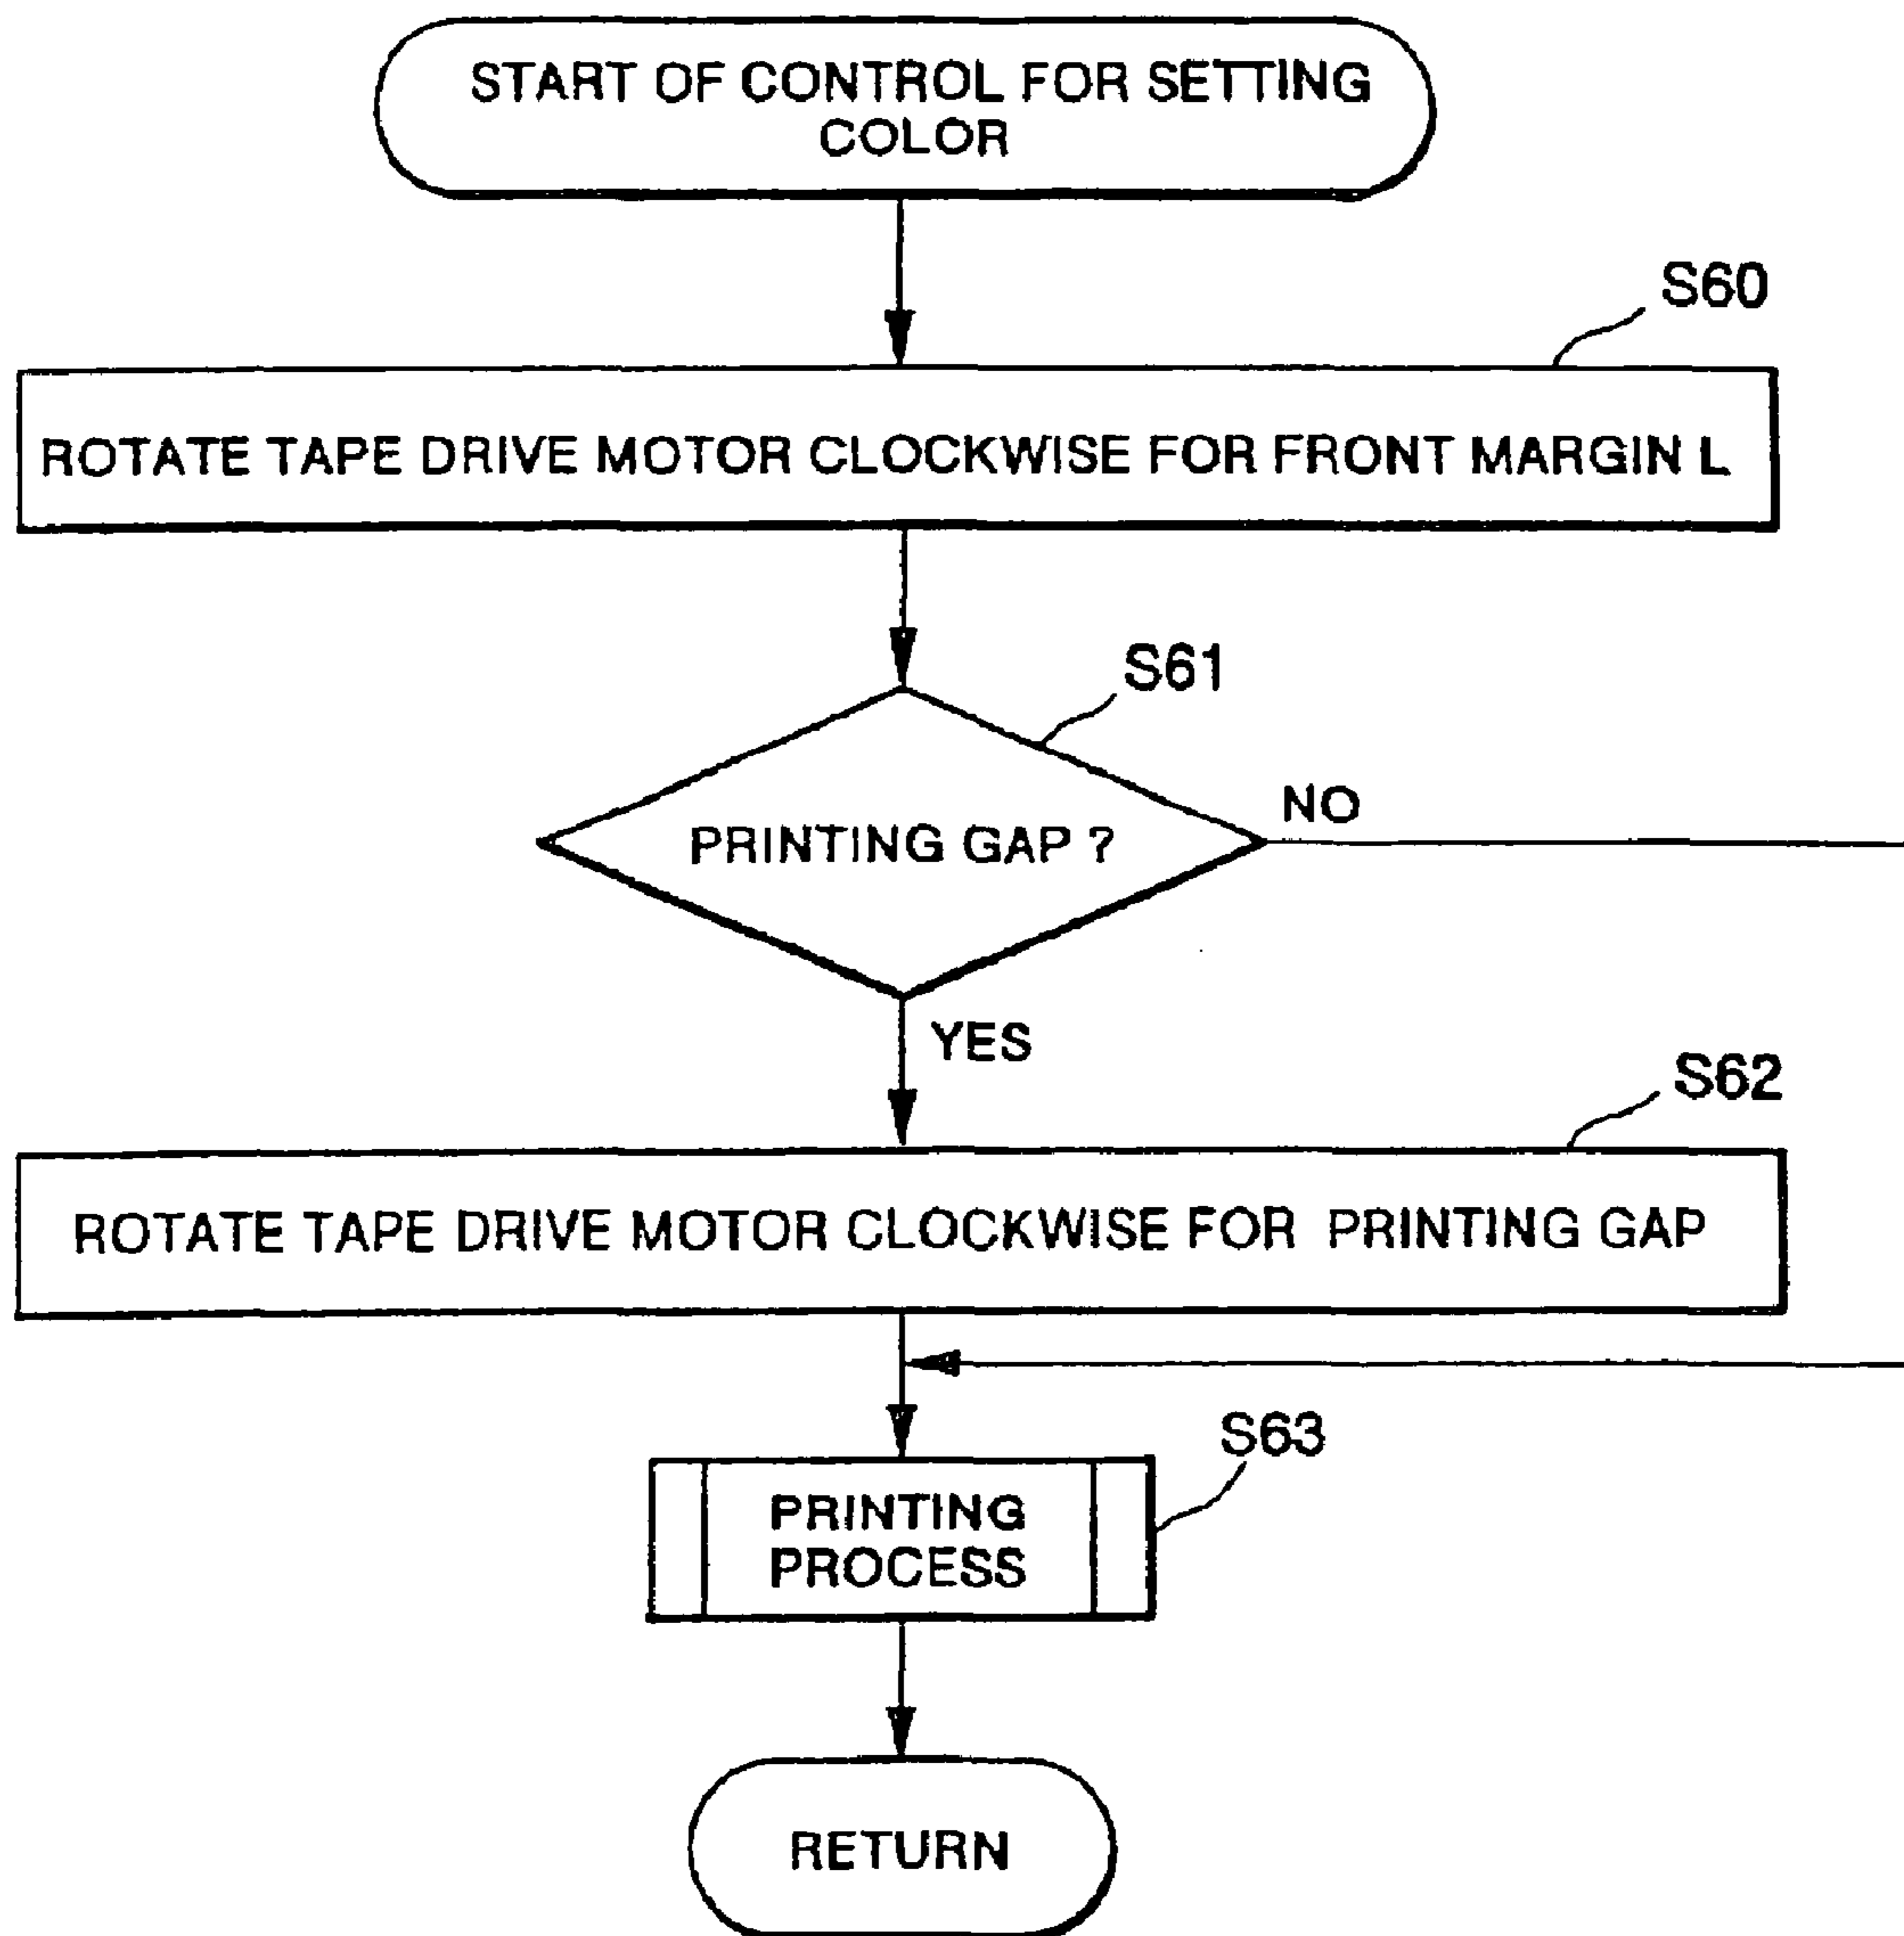 START OF CONTROL FOR SETTING
COLOR
S60
ROTATE TAPE DRIVE MOTOR CLOCKWISE FOR FRONT MARGIN L
S61
PRINTING GAP ?
NO
YES
S62
ROTATE TAPE DRIVE MOTOR CLOCKWISE FOR PRINTING GAP
S63
PRINTING
PROCESS
RETURN